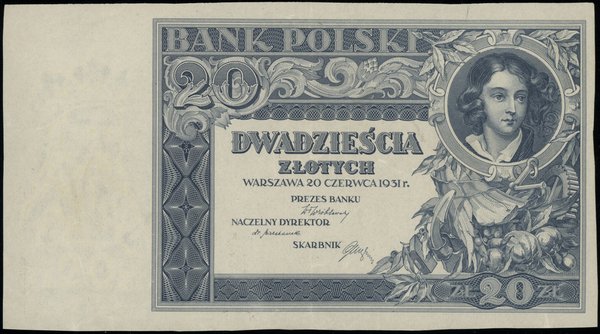 BANK POLSKI
20
DWADZIEŚCIA
ZŁOTYCH
WARSZAWA 20 CZERWCA 1931 r.
PREZES BANKU
NACZELNY DYREKTOR
SKARBNIK
ZŁ 20 ZŁ